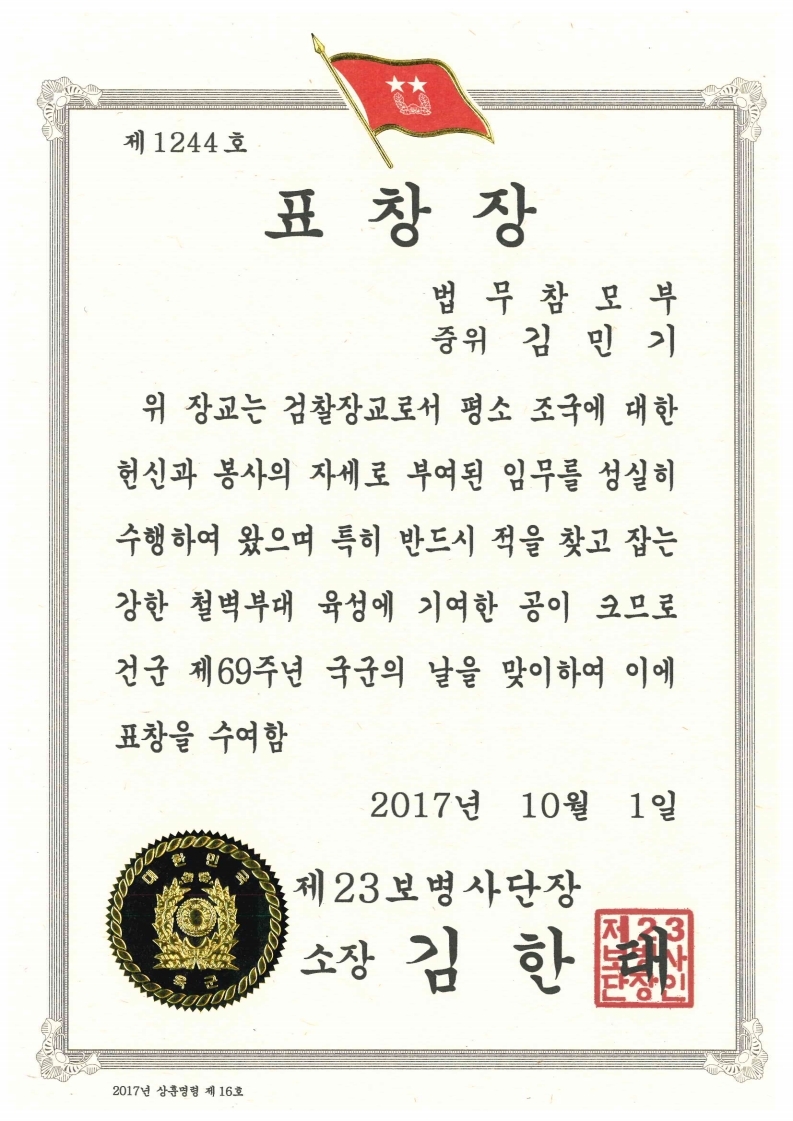 제1244호
표창장
법무참모부
중위 김민기
위 장교는 검찰장교로서 평소 조국에 대한
헌신과 봉사의 자세로 부여된 임무를 성실히
수행하여 왔으며 특히 반드시 적을 찾고 잡는
강한 철벽부대 육성에 기여한 공이 크므로
건군 제69주년 국군의 날을 맞이하여 이에
표창을 수여함
2017년 10월 1일
대한민국
육군
제23보병사단장
소장 김한태
제23
보병사
단장인
2017년 상훈명령 제16호